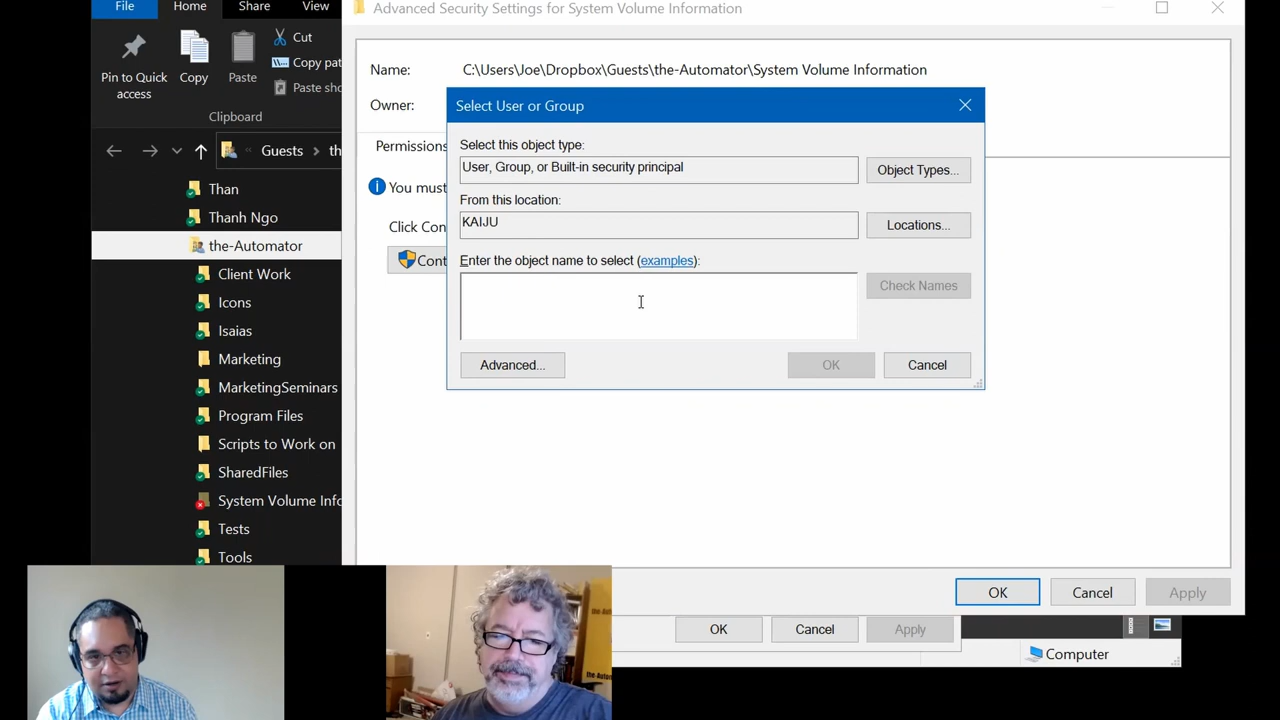 File
Home
Share
View
Advanced Security Settings for System Volume Information
Pin to Quick
access
Copy
Paste
Cut
Copy pat
Paste sho
Clipboard
Name:
C:\Users\Joe\Dropbox\Guests\the-Automator\System Volume Information
Owner:
Permissions
You must
Click Con
Cont
Guests
th
Than
Thanh Ngo
the-Automator
Client Work
Icons
Isaias
Marketing
MarketingSeminars
Program Files
Scripts to Work on
SharedFiles
System Volume Info
Tests
Tools
Select User or Group
Select this object type:
User, Group, or Built-in security principal
Object Types...
From this location:
KAIJU
Locations...
Enter the object name to select (examples):
Check Names
Advanced...
OK
Cancel
OK
Cancel
Apply
OK
Cancel
Apply
Computer